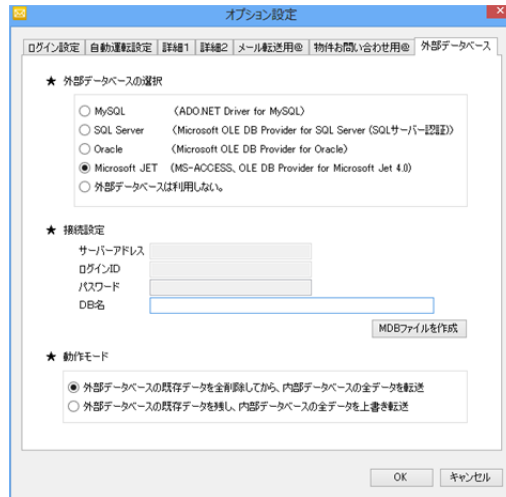 オプション設定
ログイン設定 自動運転設定 詳細1 詳細2 メール転送用@ 物件お問い合わせ用@ 外部データベース
★ 外部データベースの選択
MySQL (ADO.NET Driver for MySQL)
SQL Server (Microsoft OLE DB Provider for SQL Server (SQLサーバー認証))
Oracle (Microsoft OLE DB Provider for Oracle)
Microsoft JET (MS-ACCESS、OLE DB Provider for Microsoft Jet 4.0)
外部データベースは利用しない。
★ 接続設定
サーバーアドレス
ログインID
パスワード
DB名
MDBファイルを作成
★ 動作モード
外部データベースの既存データを全削除してから、内部データベースの全データを転送
外部データベースの既存データを残し、内部データベースの全データを上書き転送
OK キャンセル